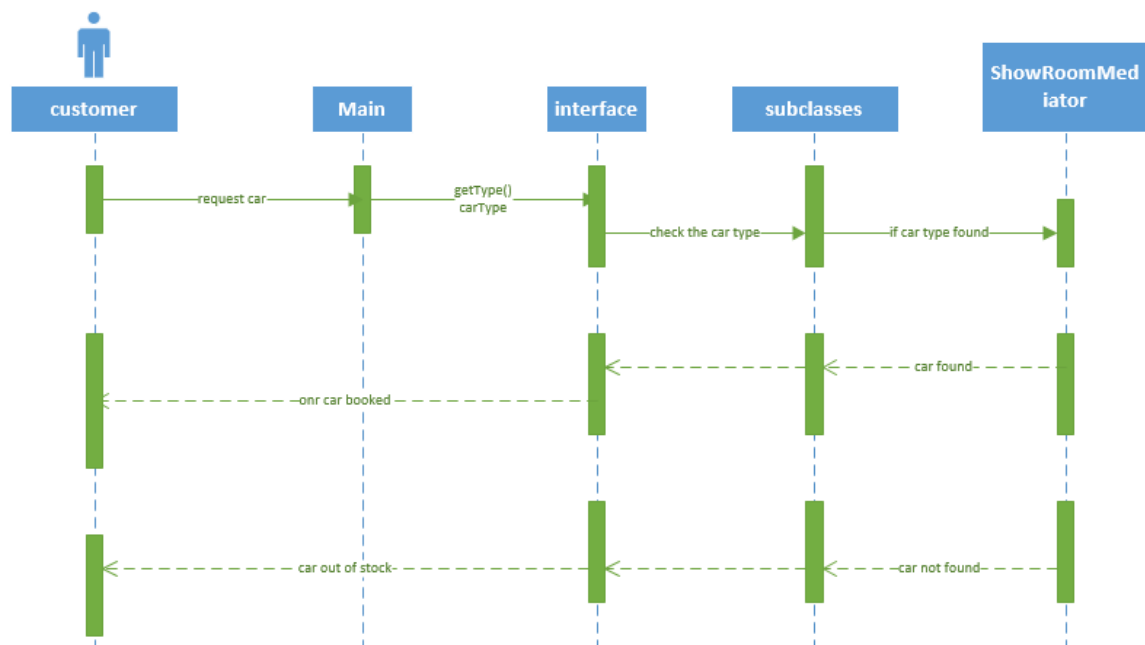 customer
Main
interface
subclasses
ShowRoomMed
iator
request car
getType()
carType
check the car type
if car type found
car found
onr car booked
car out of stock
car not found